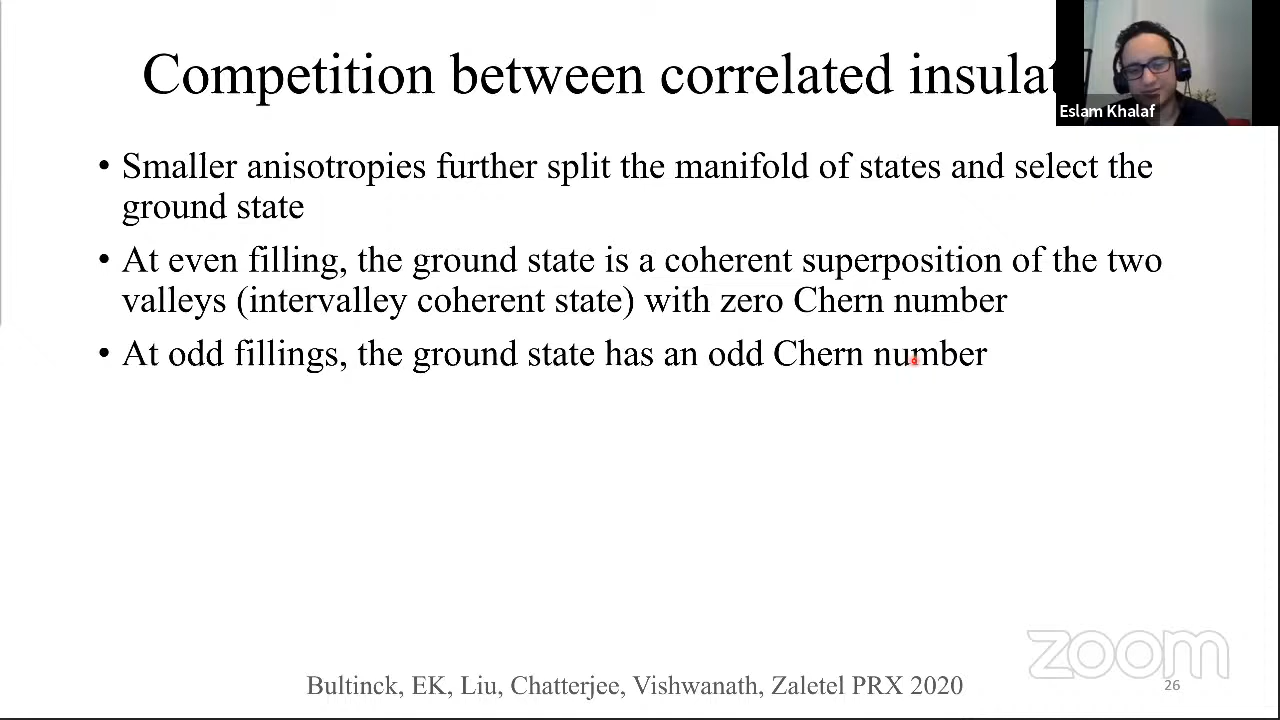 Competition between correlated
Eslam Khalaf
• Smaller anisotropies further split the manifold of states and select the
ground state
• At even filling, the ground state is a coherent superposition of the two
valleys (intervalley coherent state) with zero Chern number
• At odd fillings, the ground state has an odd Chern number
zoom
Bultinck, EK, Liu, Chatterjee, Vishwanath, Zaletel PRX 2020
26